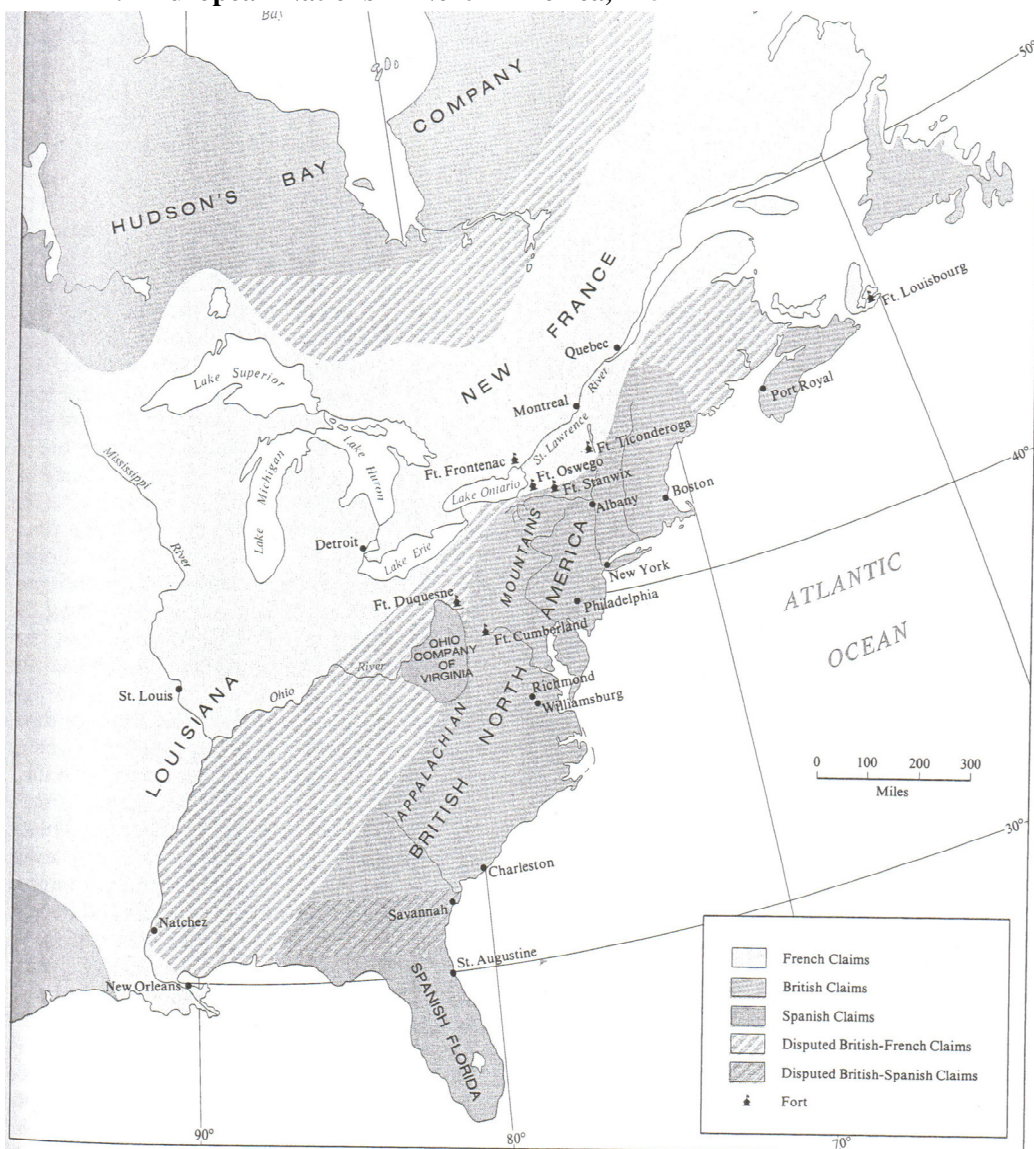 Bay
50°
COMPANY
HUDSON'S BAY
Ft. Louisbourg
NEW FRANCE
Quebec
River
Lake Superior
Port Royal
Montreal
St. Lawrence
Ft. Ticonderoga
Mississippi
River
Lake Michigan
Lake Huron
Ft. Frontenac
Ft. Oswego
40°
Lake Ontario
Ft. Stanwix
Boston
Albany
Detroit
Lake Erie
MOUNTAINS
AMERICA
New York
ATLANTIC
OCEAN
Ft. Duquesne
Philadelphia
Ft. Cumberland
OHIO
COMPANY
OF
VIRGINIA
River
Ohio
St. Louis
NORTH
Richmond
Williamsburg
LOUISIANA
APPALACHIAN
BRITISH
0 100 200 300
Miles
30°
Charleston
Savannah
Natchez
St. Augustine
New Orleans
SPANISH FLORIDA
French Claims
British Claims
Spanish Claims
Disputed British-French Claims
Disputed British-Spanish Claims
Fort
90°
80°
70°